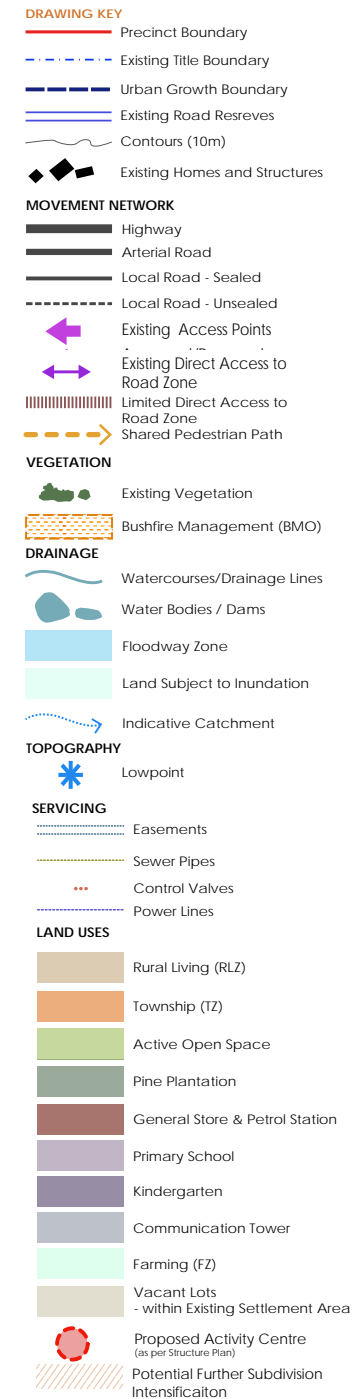 DRAWING KEY
Precinct Boundary
Existing Title Boundary
Urban Growth Boundary
Existing Road Resreves
Contours (10m)
Existing Homes and Structures
MOVEMENT NETWORK
Highway
Arterial Road
Local Road - Sealed
Local Road - Unsealed
Existing Access Points
Existing Direct Access to
Road Zone
Limited Direct Access to
Road Zone
Shared Pedestrian Path
VEGETATION
Existing Vegetation
Bushfire Management (BMO)
DRAINAGE
Watercourses/Drainage Lines
Water Bodies / Dams
Floodway Zone
Land Subject to Inundation
Indicative Catchment
TOPOGRAPHY
Lowpoint
SERVICING
Easements
Sewer Pipes
Control Valves
Power Lines
LAND USES
Rural Living (RLZ)
Township (TZ)
Active Open Space
Pine Plantation
General Store & Petrol Station
Primary School
Kindergarten
Communication Tower
Farming (FZ)
Vacant Lots
- within Existing Settlement Area
Proposed Activity Centre
(as per Structure Plan)
Potential Further Subdivision
Intensificaiton